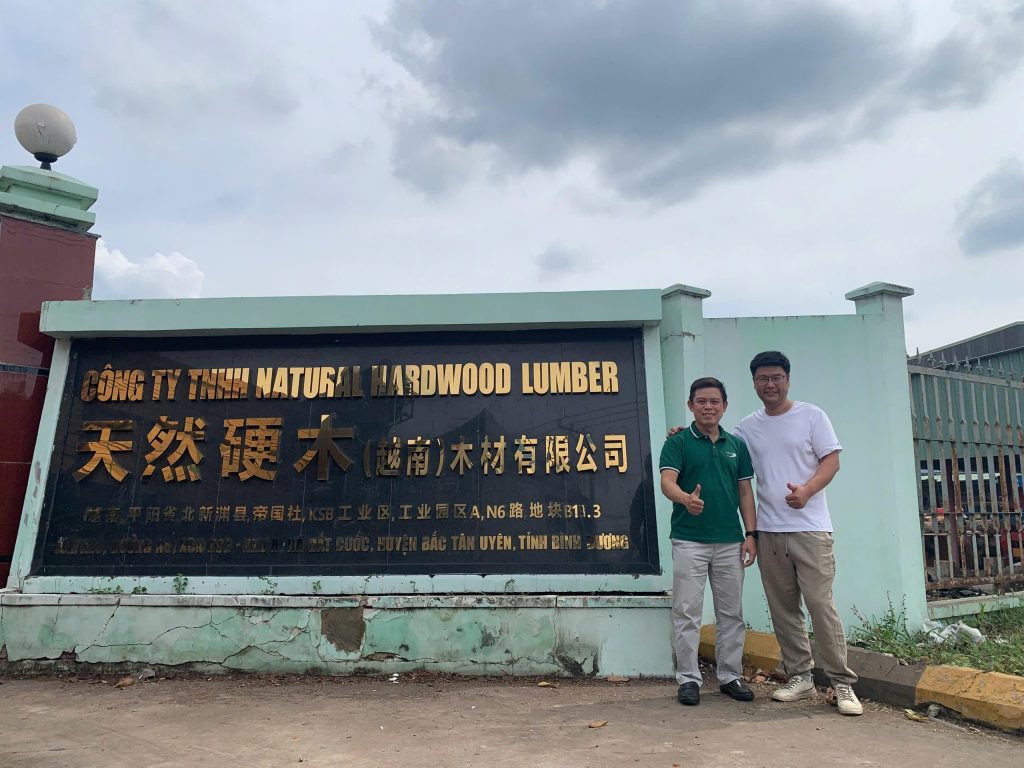 CÔNG TY TNHH NATURAL HARDWOOD LUMBER
天然硬木(越南)木材有限公司
越南,平阳省,北新渊县,帝国社,KSB工业区,工业园区A,N6路,地块B1-1.3
ĐẤT CUỐC, HUYỆN BẮC TÂN UYÊN, TỈNH BÌNH DƯƠNG